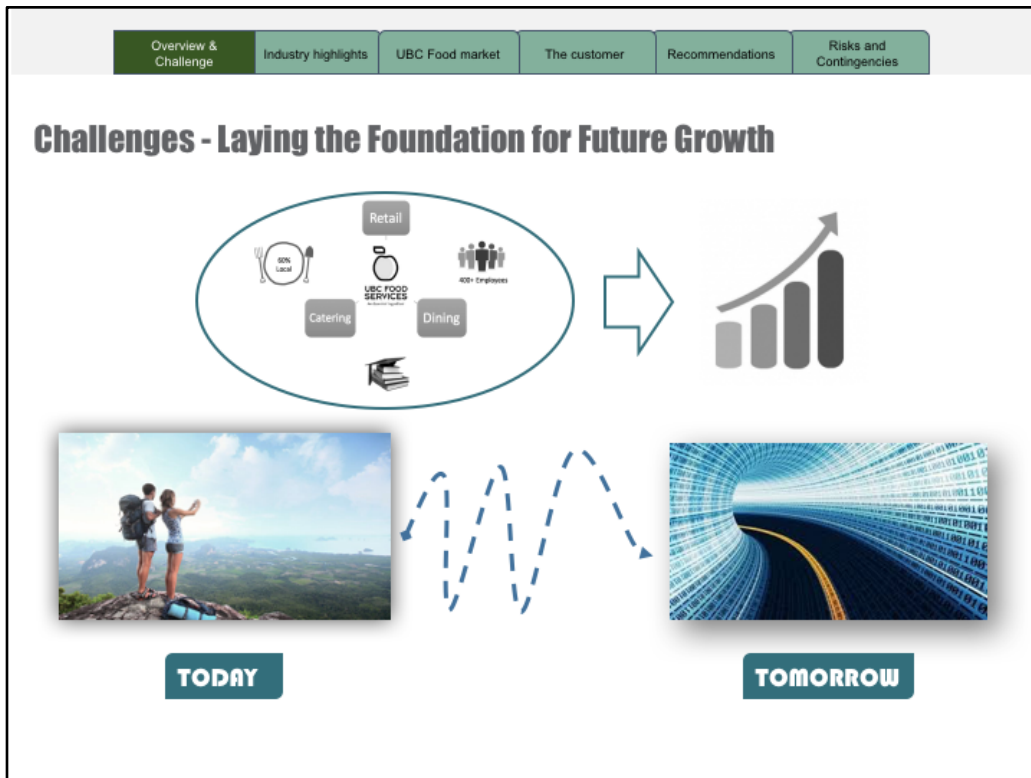 Overview &
Challenge
Industry highlights
UBC Food market
The customer
Recommendations
Risks and
Contingencies
Challenges - Laying the Foundation for Future Growth
Retail
60%
Local
400+ Employees
UBC FOOD
SERVICES
Catering
Dining
TODAY
TOMORROW